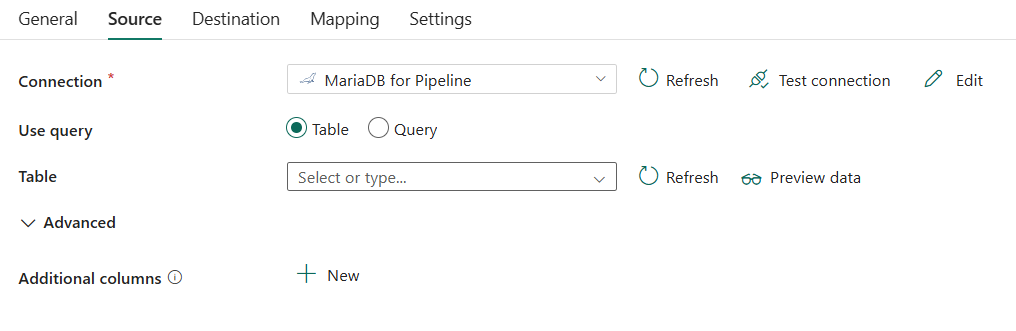 General Source Destination Mapping Settings
Connection * MariaDB for Pipeline Refresh Test connection Edit
Use query Table Query
Table Select or type... Refresh Preview data
Advanced
Additional columns New